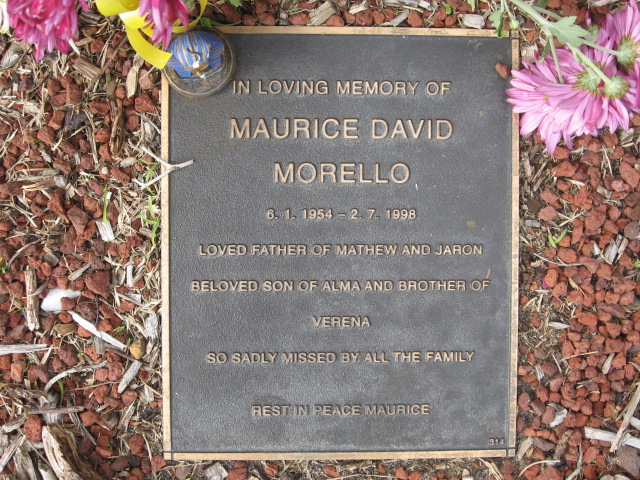 IN LOVING MEMORY OF
MAURICE DAVID
MORELLO
6. 1. 1954 – 2. 7. 1998
LOVED FATHER OF MATHEW AND JARON
BELOVED SON OF ALMA AND BROTHER OF
VERENA
SO SADLY MISSED BY ALL THE FAMILY
REST IN PEACE MAURICE
314